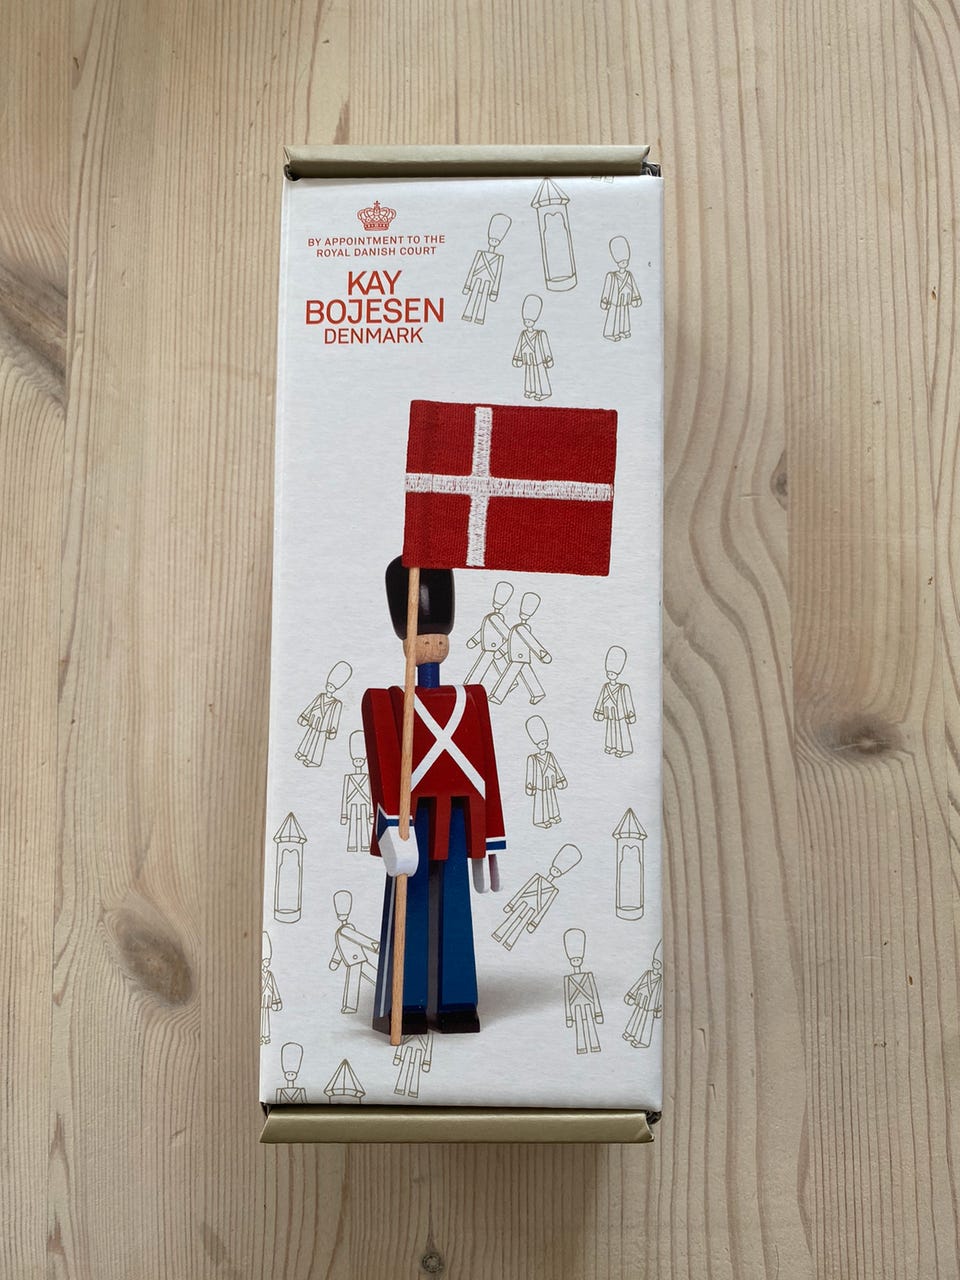 BY APPOINTMENT TO THE
ROYAL DANISH COURT
KAY
BOJESEN
DENMARK